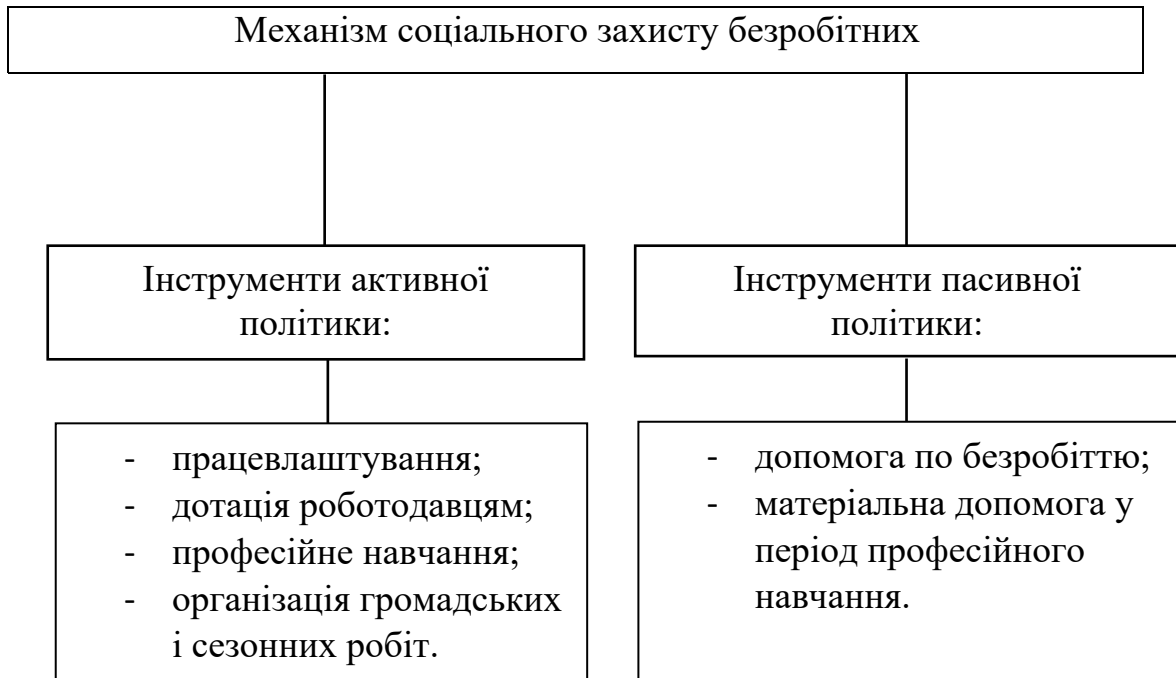 Механізм соціального захисту безробітних
Інструменти активної
політики:
- працевлаштування;
- дотація роботодавцям;
- професійне навчання;
- організація громадських
і сезонних робіт.
Інструменти пасивної
політики:
- допомога по безробіттю;
- матеріальна допомога у
період професійного
навчання.